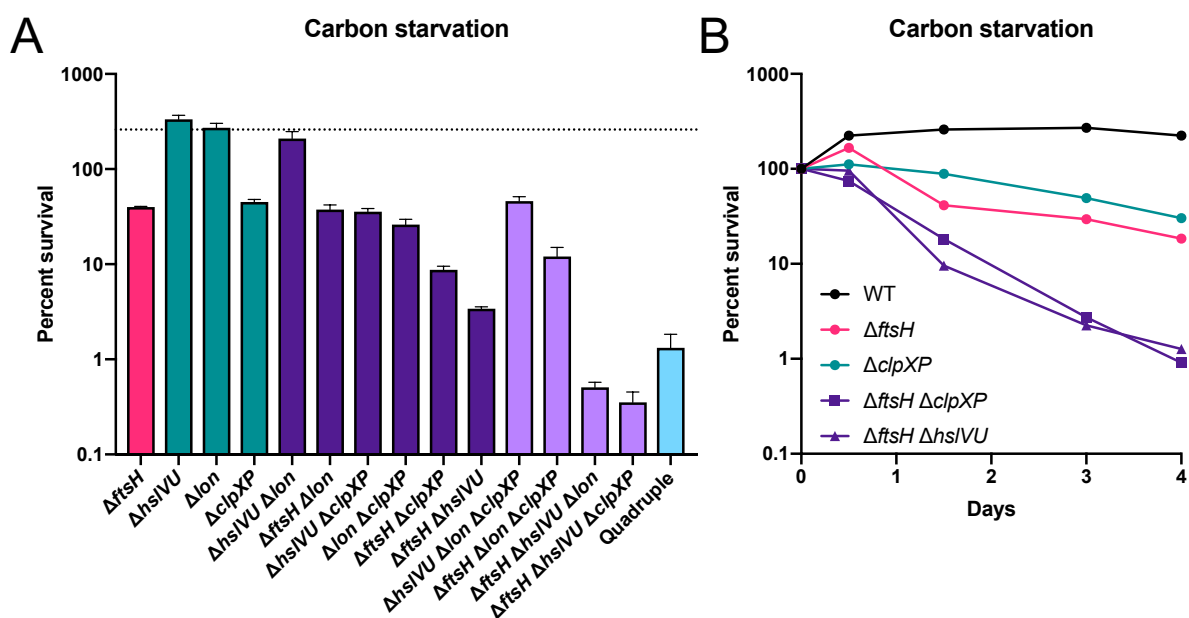 A
Carbon starvation
Percent survival
1000
100
10
1
0.1
ΔftsH
ΔhslVU
Δlon
ΔclpXP
ΔhslVU Δlon
ΔftsH Δlon
ΔhslVU ΔclpXP
Δlon ΔclpXP
ΔftsH ΔclpXP
ΔftsH ΔhslVU
ΔhslVU Δlon ΔclpXP
ΔftsH Δlon ΔclpXP
ΔftsH ΔhslVU Δlon
ΔftsH ΔhslVU ΔclpXP
Quadruple
B
Carbon starvation
Percent survival
1000
100
10
1
0.1
WT
ΔftsH
ΔclpXP
ΔftsH ΔclpXP
ΔftsH ΔhslVU
0
1
2
3
4
Days